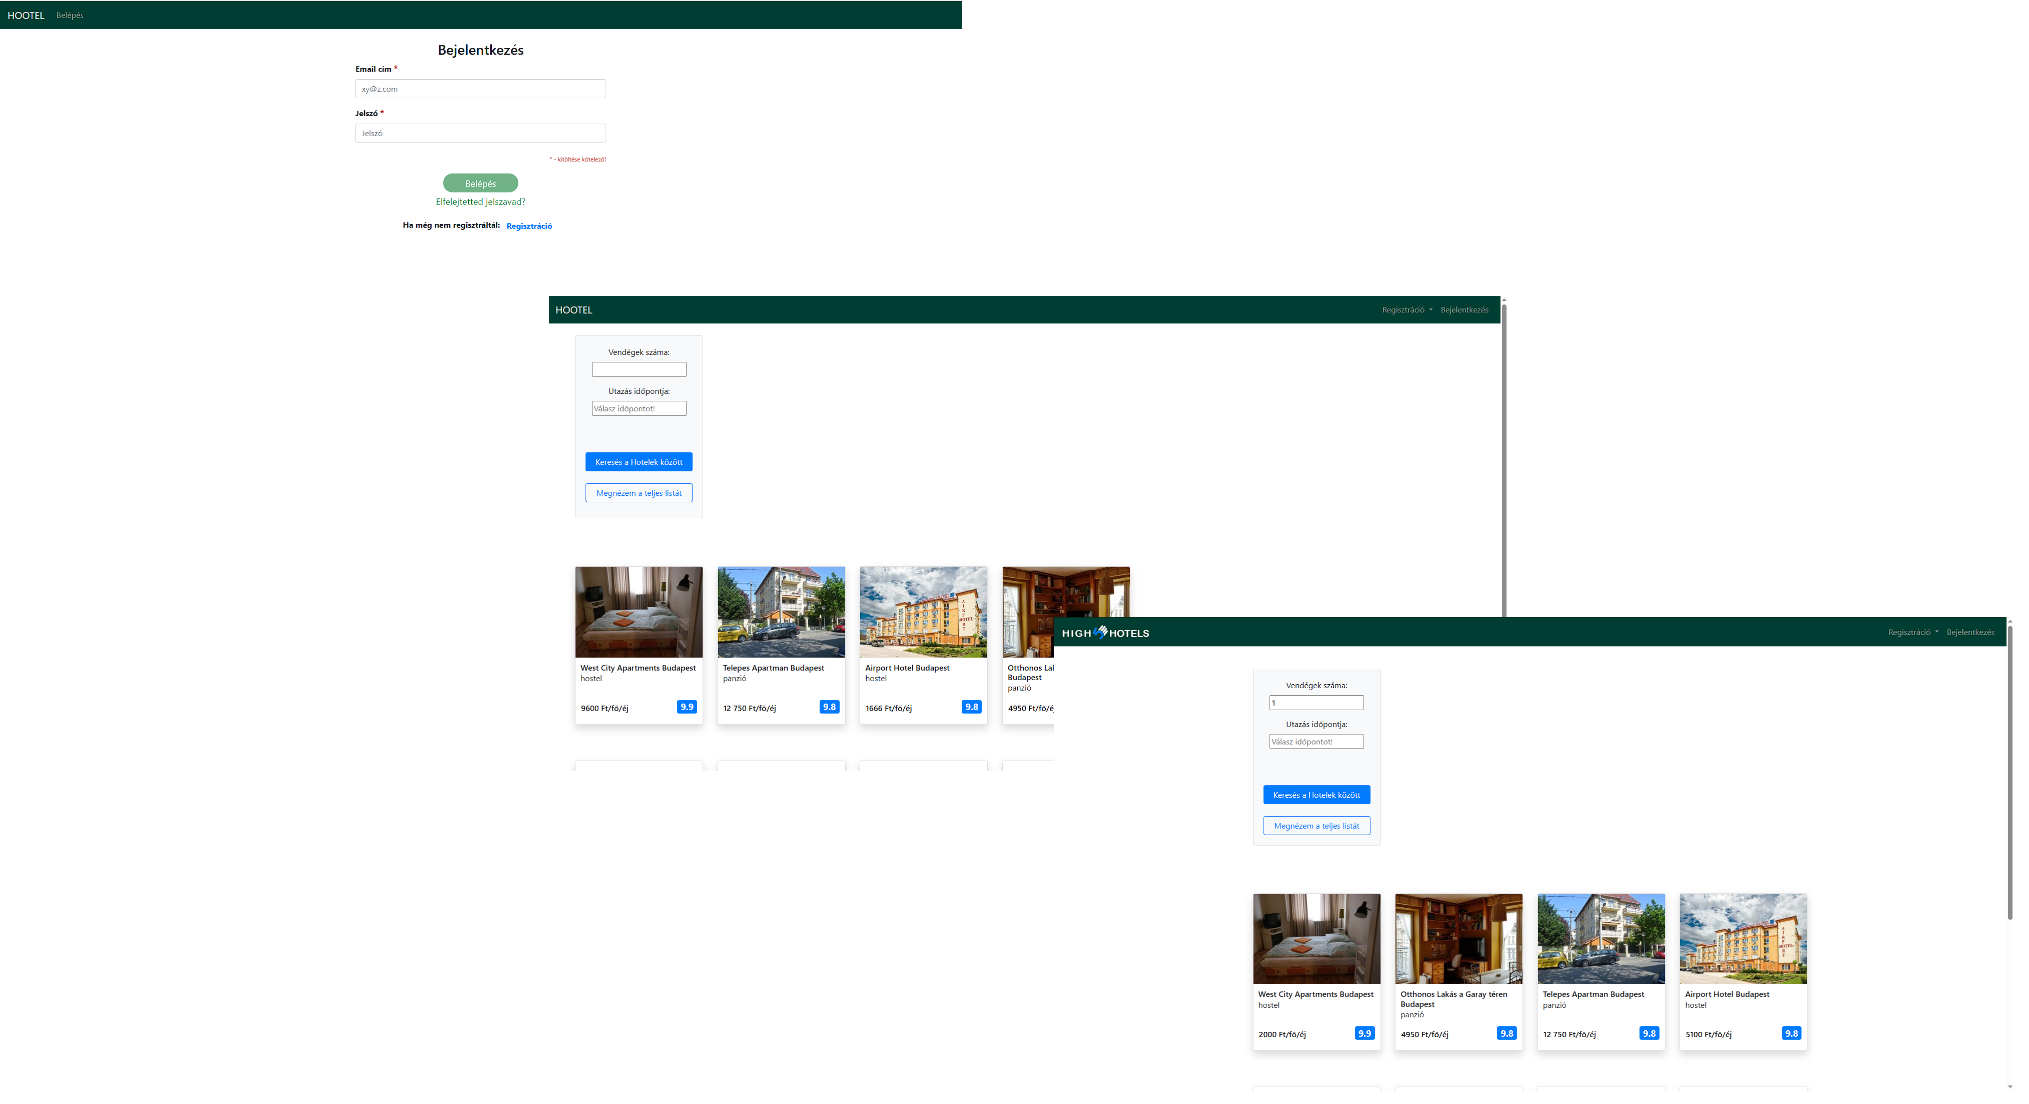 HOOTEL Belépés
Bejelentkezés
Email cím *
xy@z.com
Jelszó *
Jelszó
* - kitöltése kötelező!
Belépés
Elfelejtetted jelszavad?
Ha még nem regisztráltál: Regisztráció
HOOTEL Regisztráció Bejelentkezés
Vendégek száma:
Utazás időpontja:
Válasz időpontot!
Keresés a Hotelek között
Megnézem a teljes listát
West City Apartments Budapest
hostel
9600 Ft/fő/éj 9.9
Telepes Apartman Budapest
panzió
12 750 Ft/fő/éj 9.8
Airport Hotel Budapest
hostel
1666 Ft/fő/éj 9.8
Otthonos Lal
Budapest
panzió
4950 Ft/fő/é
HIGH HOTELS Regisztráció Bejelentkezés
Vendégek száma:
1
Utazás időpontja:
Válasz időpontot!
Keresés a Hotelek között
Megnézem a teljes listát
West City Apartments Budapest
hostel
2000 Ft/fő/éj 9.9
Otthonos Lakás a Garay téren
Budapest
panzió
4950 Ft/fő/éj 9.8
Telepes Apartman Budapest
panzió
12 750 Ft/fő/éj 9.8
Airport Hotel Budapest
hostel
5100 Ft/fő/éj 9.8